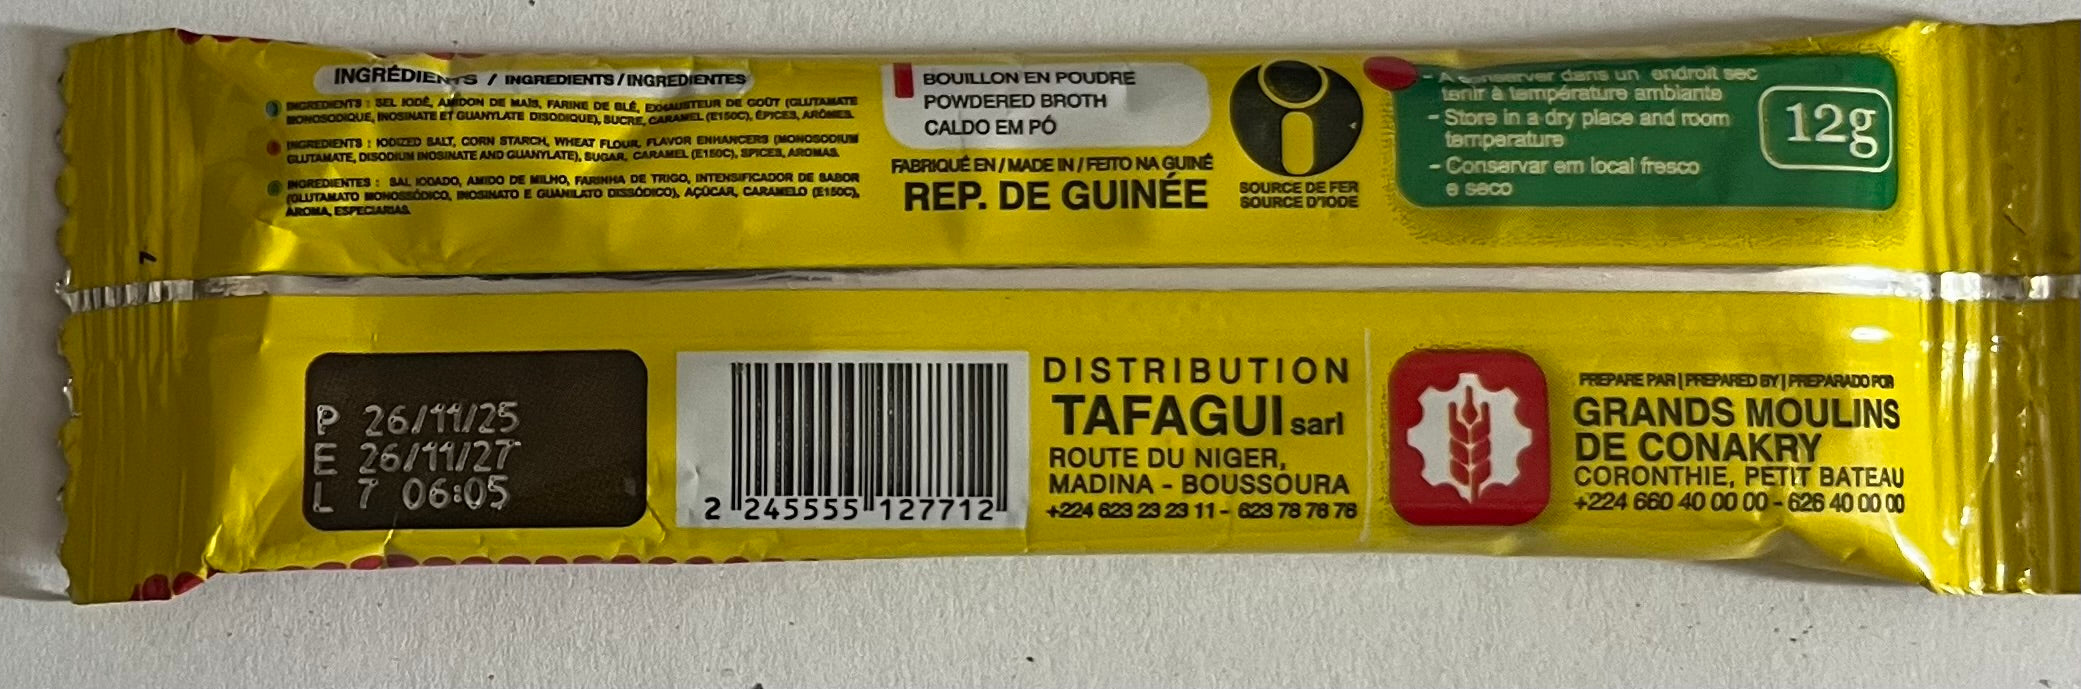 INGRÉDIENTS / INGREDIENTS / INGREDIENTES
INGREDIENTS : SEL IODÉ, AMIDON DE MAÏS, FARINE DE BLÉ, EXHAUSTEUR DE GOÛT (GLUTAMATE
MONOSODIQUE, INOSINATE ET GUANYLATE DISODIQUE), SUCRE, CARAMEL (E150C), ÉPICES, ARÔMES.
INGREDIENTS : IODIZED SALT, CORN STARCH, WHEAT FLOUR, FLAVOR ENHANCERS (MONOSODIUM
GLUTAMATE, DISODIUM INOSINATE AND GUANYLATE), SUGAR, CARAMEL (E150C), SPICES, AROMAS.
INGREDIENTES : SAL IODADO, AMIDO DE MILHO, FARINHA DE TRIGO, INTENSIFICADOR DE SABOR
(GLUTAMATO MONOSSÓDICO, INOSINATO E GUANILATO DISSÓDICO), AÇÚCAR, CARAMELO (E150C),
AROMA, ESPECIARIAS.
BOUILLON EN POUDRE
POWDERED BROTH
CALDO EM PÓ
FABRIQUÉ EN / MADE IN / FEITO NA GUINÉ
REP. DE GUINÉE
SOURCE DE FER
SOURCE D'IODE
- A conserver dans un endroit sec
tenir à température ambiante
- Store in a dry place and room
temperature
- Conservar em local fresco
e seco
12g
P 26/11/25
E 26/11/27
L 7 06:05
2 245555 127712
DISTRIBUTION
TAFAGUI sarl
ROUTE DU NIGER,
MADINA - BOUSSOURA
+224 623 23 23 11 - 623 78 78 78
PREPARE PAR | PREPARED BY | PREPARADO POR
GRANDS MOULINS
DE CONAKRY
CORONTHIE, PETIT BATEAU
+224 660 40 00 00 - 626 40 00 00